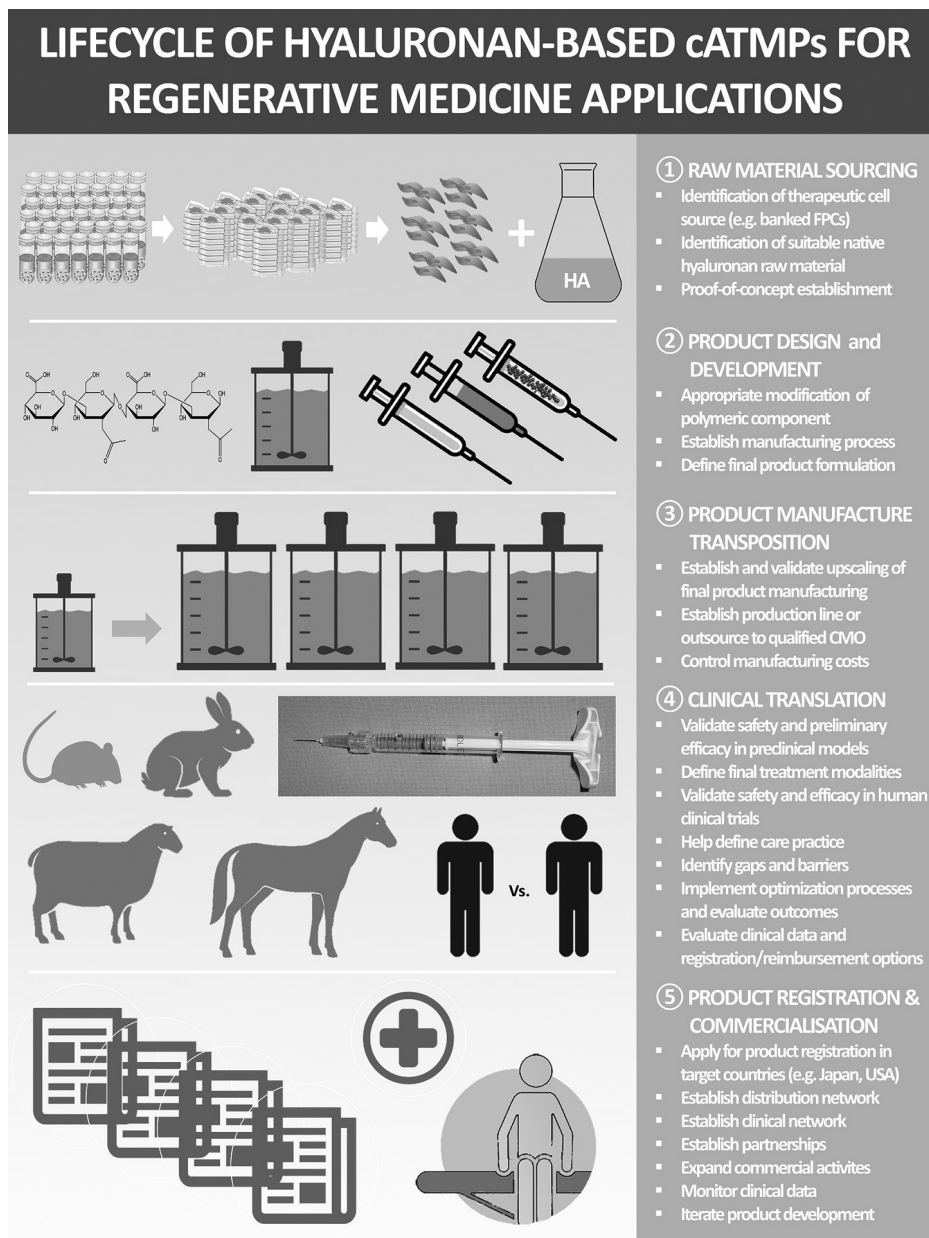 LIFECYCLE OF HYALURONAN-BASED cATMPs FOR
REGENERATIVE MEDICINE APPLICATIONS
HA
① RAW MATERIAL SOURCING
▪ Identification of therapeutic cell
source (e.g. banked FPCs)
▪ Identification of suitable native
hyaluronan raw material
▪ Proof-of-concept establishment
② PRODUCT DESIGN and
DEVELOPMENT
▪ Appropriate modification of
polymeric component
▪ Establish manufacturing process
▪ Define final product formulation
③ PRODUCT MANUFACTURE
TRANSPOSITION
▪ Establish and validate upscaling of
final product manufacturing
▪ Establish production line or
outsource to qualified CMO
▪ Control manufacturing costs
Vs.
④ CLINICAL TRANSLATION
▪ Validate safety and preliminary
efficacy in preclinical models
▪ Define final treatment modalities
▪ Validate safety and efficacy in human
clinical trials
▪ Help define care practice
▪ Identify gaps and barriers
▪ Implement optimization processes
and evaluate outcomes
▪ Evaluate clinical data and
registration/reimbursement options
⑤ PRODUCT REGISTRATION &
COMMERCIALISATION
▪ Apply for product registration in
target countries (e.g. Japan, USA)
▪ Establish distribution network
▪ Establish clinical network
▪ Establish partnerships
▪ Expand commercial activites
▪ Monitor clinical data
▪ Iterate product development